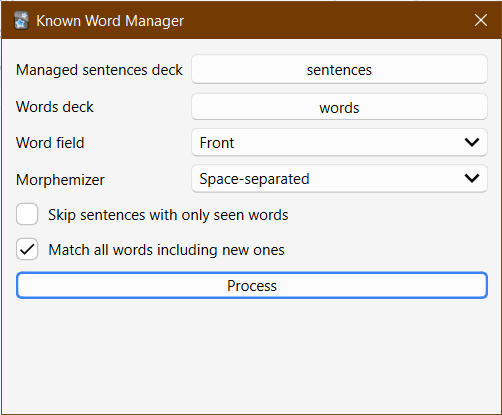 Known Word Manager
Managed sentences deck sentences
Words deck words
Word field Front
Morphemizer Space-separated
Skip sentences with only seen words
Match all words including new ones
Process